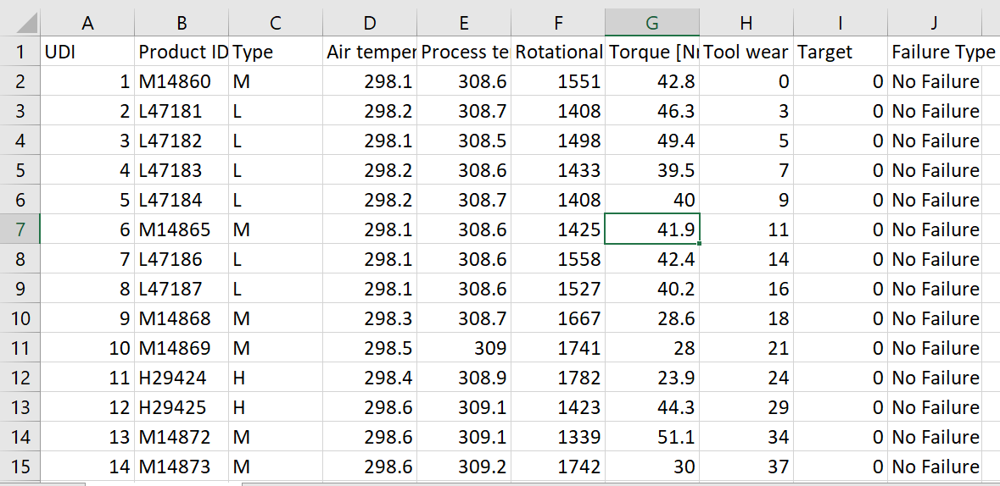 A B C D E F G H I J
1 UDI Product ID Type Air temper Process te Rotational Torque [Nr Tool wear Target Failure Type
2 1 M14860 M 298.1 308.6 1551 42.8 0 0 No Failure
3 2 L47181 L 298.2 308.7 1408 46.3 3 0 No Failure
4 3 L47182 L 298.1 308.5 1498 49.4 5 0 No Failure
5 4 L47183 L 298.2 308.6 1433 39.5 7 0 No Failure
6 5 L47184 L 298.2 308.7 1408 40 9 0 No Failure
7 6 M14865 M 298.1 308.6 1425 41.9 11 0 No Failure
8 7 L47186 L 298.1 308.6 1558 42.4 14 0 No Failure
9 8 L47187 L 298.1 308.6 1527 40.2 16 0 No Failure
10 9 M14868 M 298.3 308.7 1667 28.6 18 0 No Failure
11 10 M14869 M 298.5 309 1741 28 21 0 No Failure
12 11 H29424 H 298.4 308.9 1782 23.9 24 0 No Failure
13 12 H29425 H 298.6 309.1 1423 44.3 29 0 No Failure
14 13 M14872 M 298.6 309.1 1339 51.1 34 0 No Failure
15 14 M14873 M 298.6 309.2 1742 30 37 0 No Failure